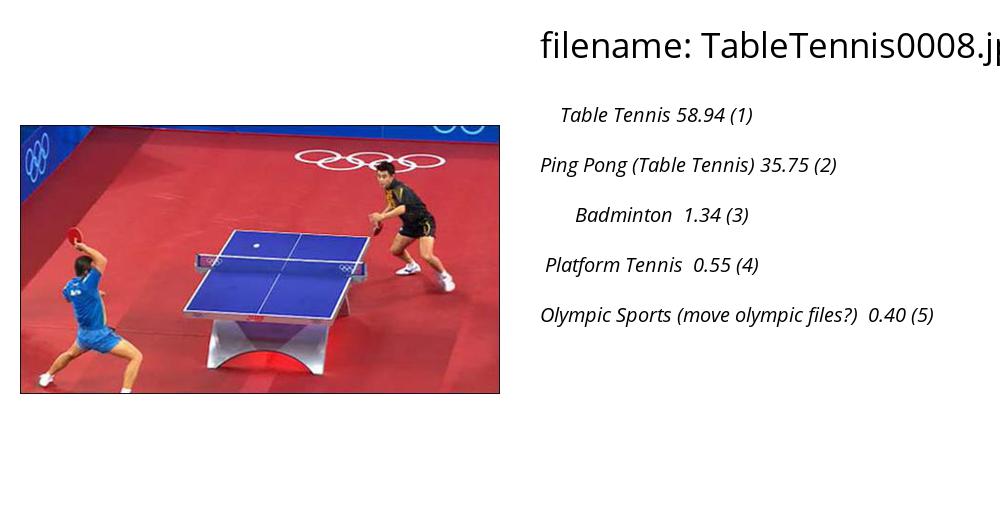 filename: TableTennis0008.jp
Table Tennis 58.94 (1)
Ping Pong (Table Tennis) 35.75 (2)
Badminton 1.34 (3)
Platform Tennis 0.55 (4)
Olympic Sports (move olympic files?) 0.40 (5)